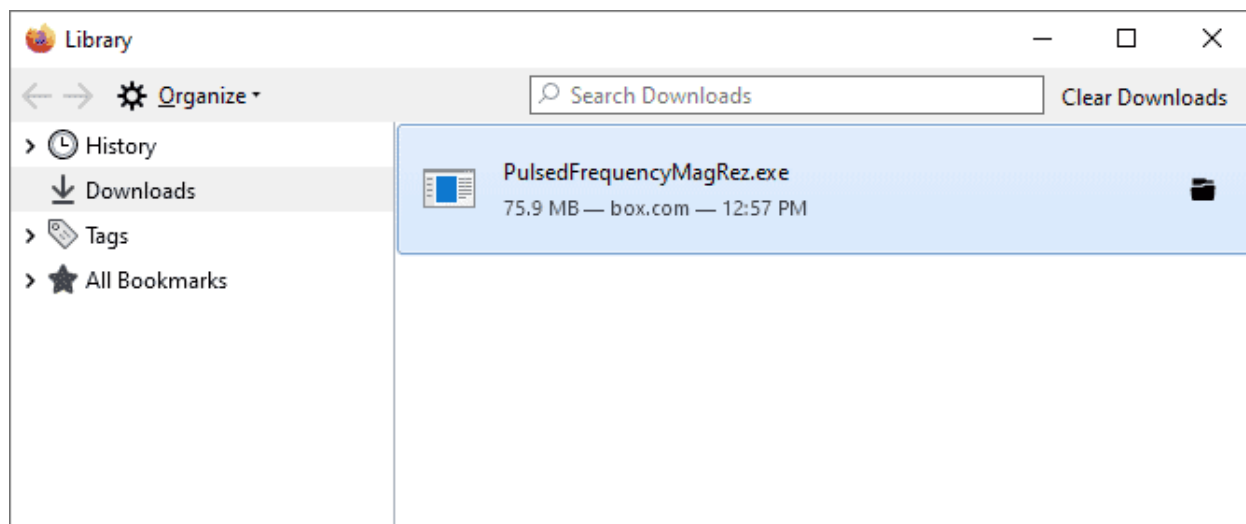 Library
Organize
Search Downloads
Clear Downloads
History
Downloads
Tags
All Bookmarks
PulsedFrequencyMagRez.exe
75.9 MB — box.com — 12:57 PM